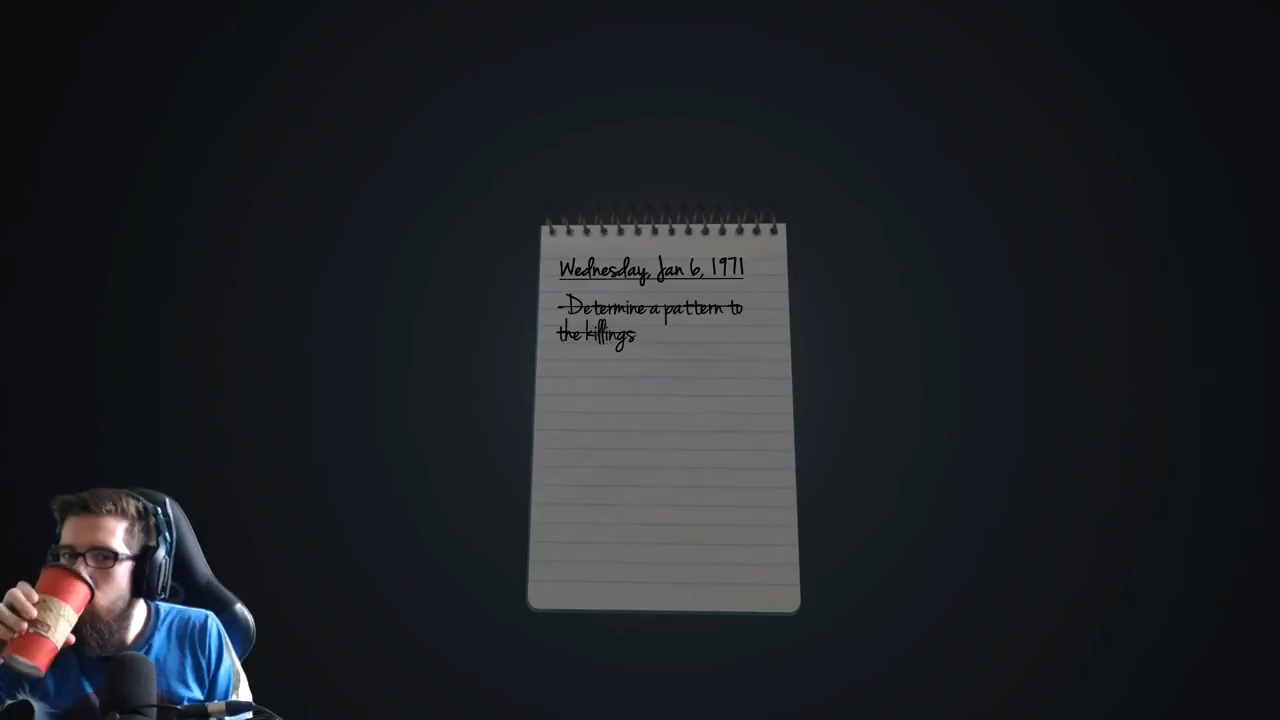 Wednesday, Jan 6, 1971
-Determine a pattern to
the killings